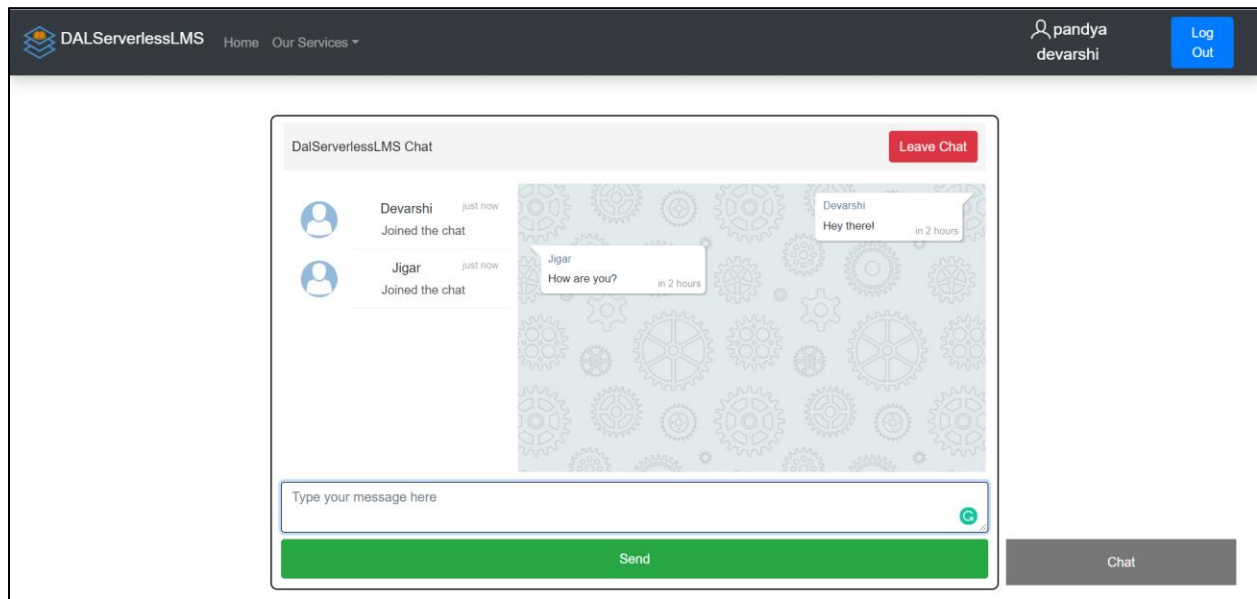 DALServerlessLMS Home Our Services pandya devarshi Log Out
DalServerlessLMS Chat Leave Chat
Devarshi just now
Joined the chat
Jigar just now
Joined the chat
Devarshi
Hey there! in 2 hours
Jigar
How are you? in 2 hours
Type your message here
Send
Chat